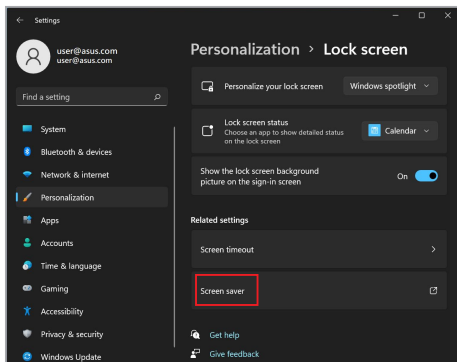 Settings
user@asus.com
user@asus.com
Find a setting
System
Bluetooth & devices
Network & internet
Personalization
Apps
Accounts
Time & language
Gaming
Accessibility
Privacy & security
Windows Update
Personalization > Lock screen
Personalize your lock screen
Windows spotlight
Lock screen status
Choose an app to show detailed status
on the lock screen
Calendar
Show the lock screen background
picture on the sign-in screen
On
Related settings
Screen timeout
Screen saver
Get help
Give feedback